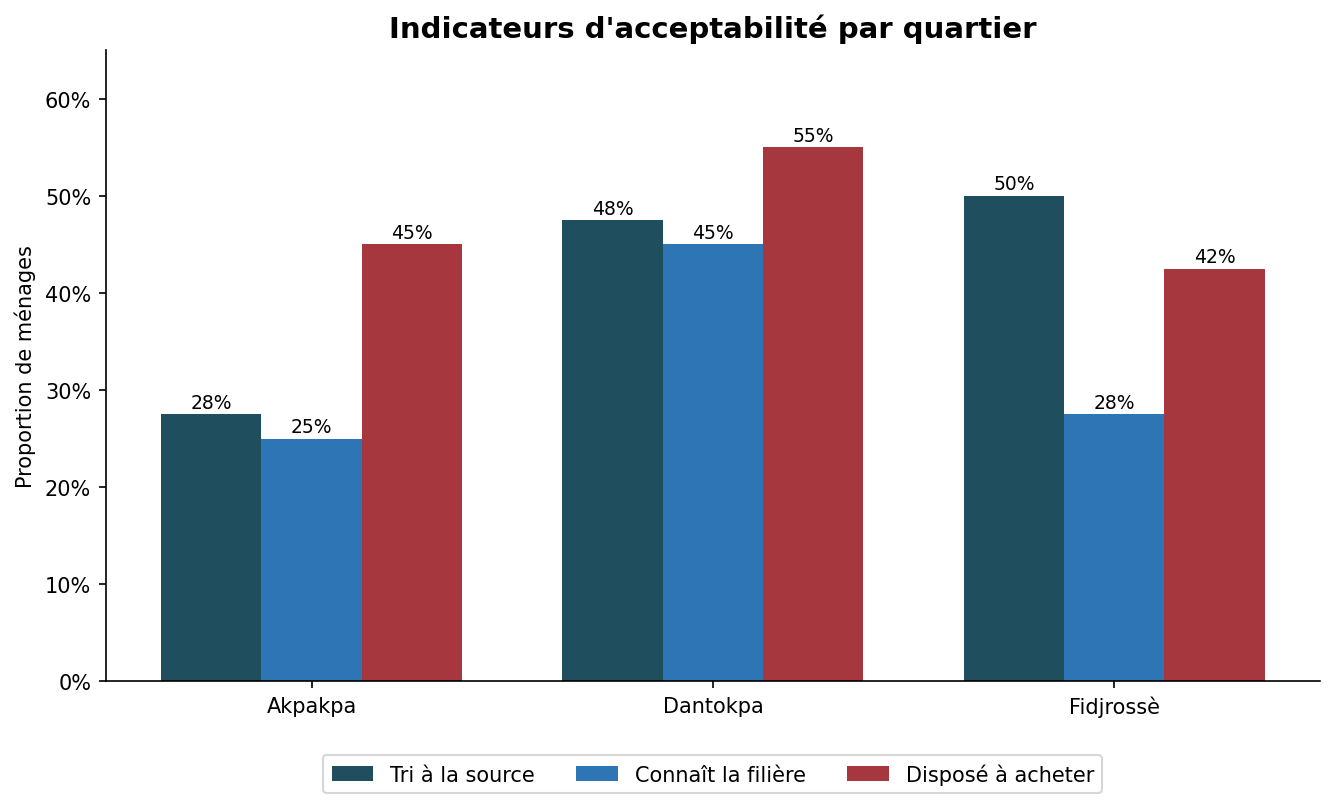 Indicateurs d'acceptabilité par quartier
Proportion de ménages
60%
50%
40%
30%
20%
10%
0%
28%
25%
45%
48%
45%
55%
50%
28%
42%
Akpakpa
Dantokpa
Fidjrossè
Tri à la source
Connaît la filière
Disposé à acheter